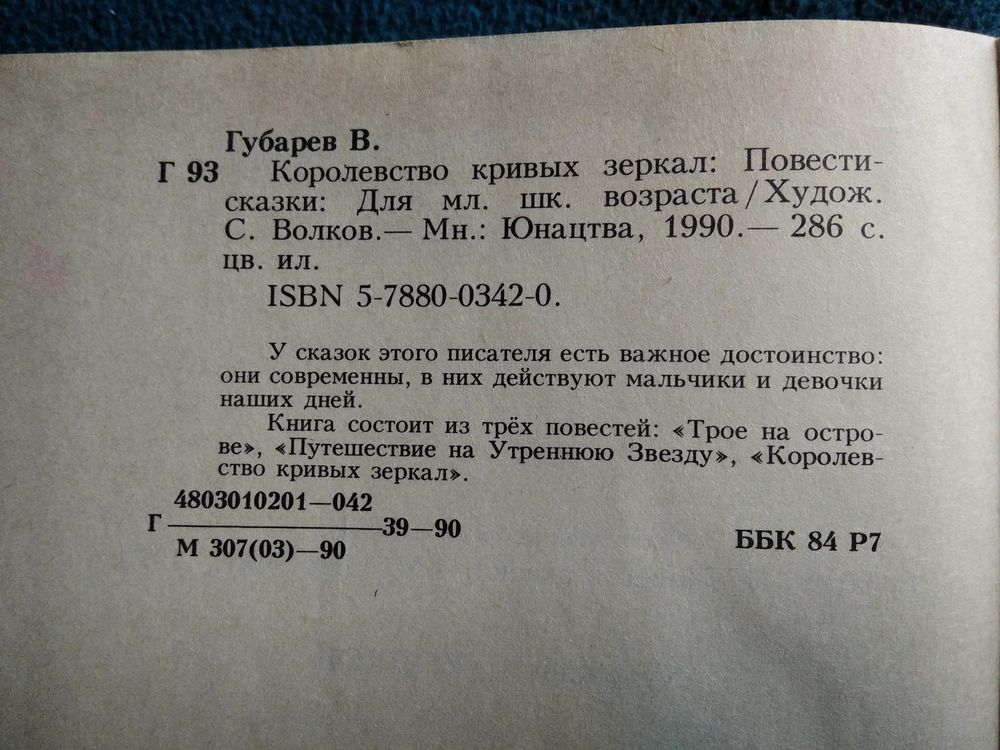 Губарев В.
Г 93 Королевство кривых зеркал: Повести-
сказки: Для мл. шк. возраста / Худож.
С. Волков.— Мн.: Юнацтва, 1990.— 286 с.
цв. ил.
ISBN 5-7880-0342-0.
У сказок этого писателя есть важное достоинство:
они современны, в них действуют мальчики и девочки
наших дней.
Книга состоит из трёх повестей: «Трое на остро-
ве», «Путешествие на Утреннюю Звезду», «Королев-
ство кривых зеркал».
4803010201—042
Г ———— 39—90
М 307(03)—90
ББК 84 Р7